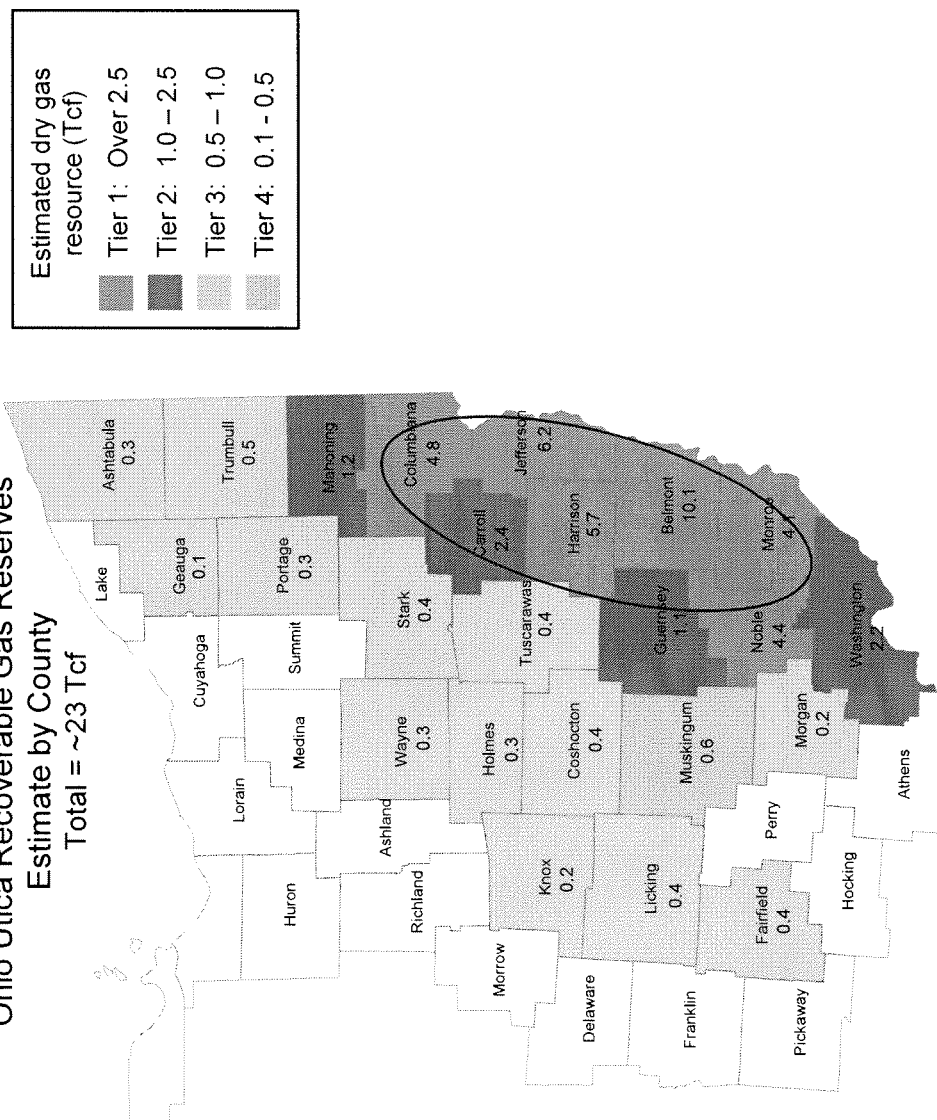 Ohio Utica Recoverable Gas Reserves
Estimate by County
Total = ~23 Tcf
Estimated dry gas
resource (Tcf)
Tier 1: Over 2.5
Tier 2: 1.0 – 2.5
Tier 3: 0.5 – 1.0
Tier 4: 0.1 - 0.5
Ashtabula
0.3
Lake
Geauga
0.1
Trumbull
0.5
Cuyahoga
Portage
0.3
Summit
Mahoning
1.2
Lorain
Medina
Huron
Ashland
Wayne
0.3
Stark
0.4
Columbiana
4.8
Richland
Holmes
0.3
Tuscarawas
0.4
Carroll
2.4
Jefferson
6.2
Morrow
Knox
0.2
Coshocton
0.4
Harrison
5.7
Delaware
Licking
0.4
Muskingum
0.6
Guernsey
1.1
Belmont
10.1
Franklin
Fairfield
0.4
Perry
Morgan
0.2
Noble
4.4
Monroe
Pickaway
Hocking
Athens
Washington
2.2